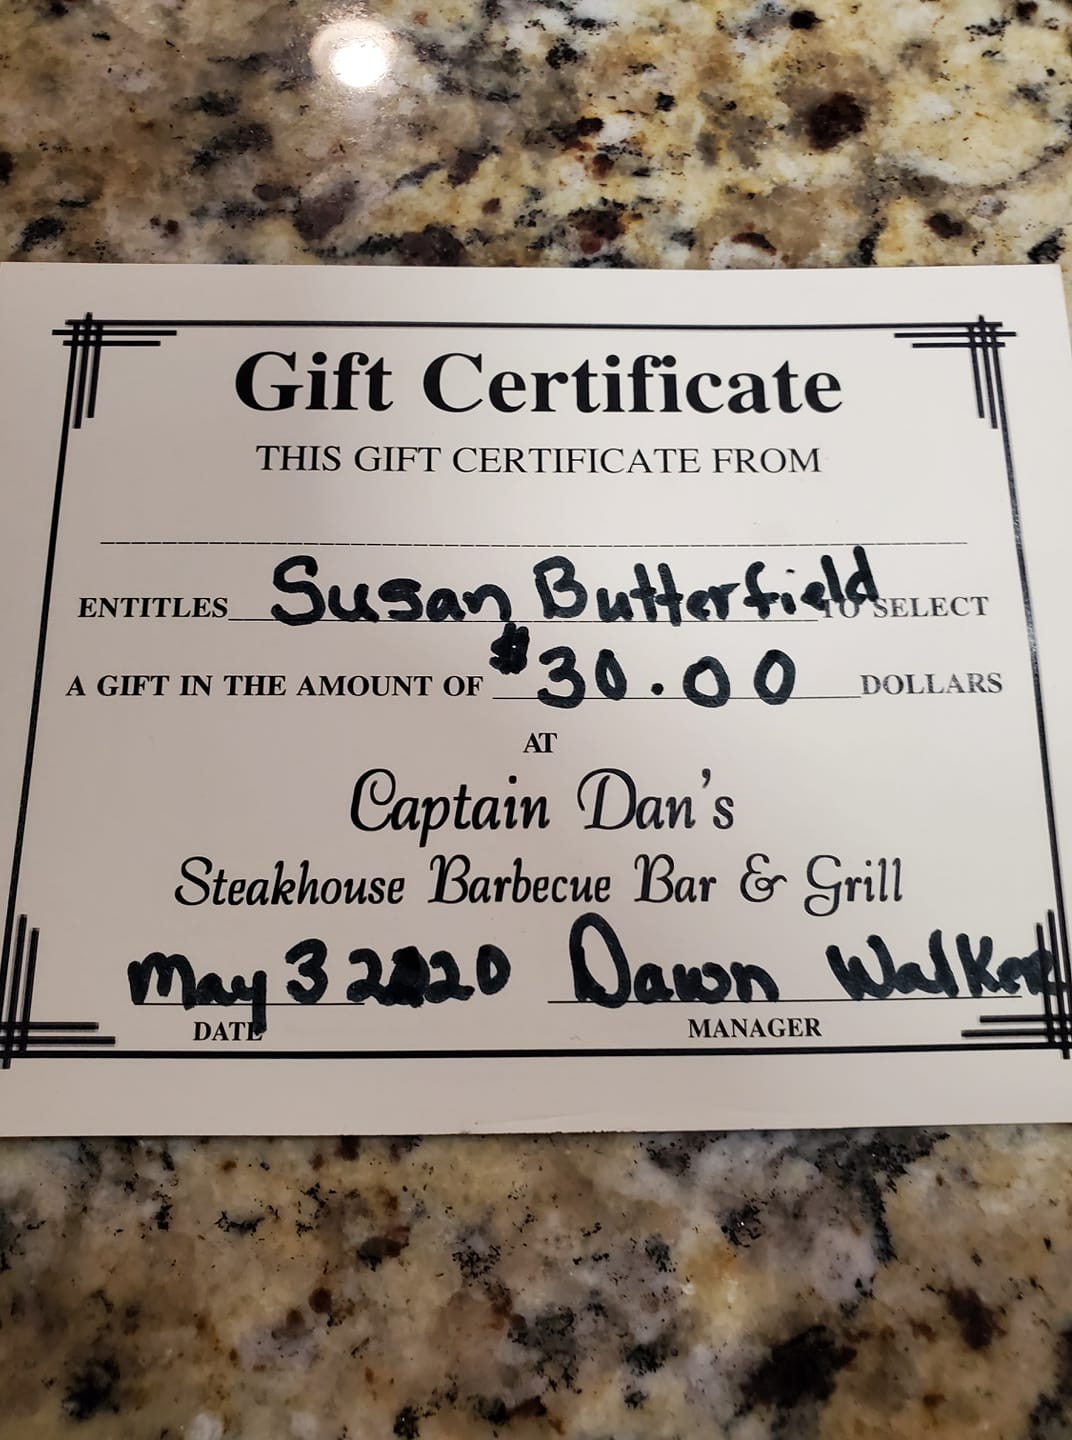 Gift Certificate
THIS GIFT CERTIFICATE FROM
ENTITLES Susan Butterfield TO SELECT
A GIFT IN THE AMOUNT OF $30.00 DOLLARS
AT
Captain Dan's
Steakhouse Barbecue Bar & Grill
May 3 2020 Dawn Walker
DATE MANAGER